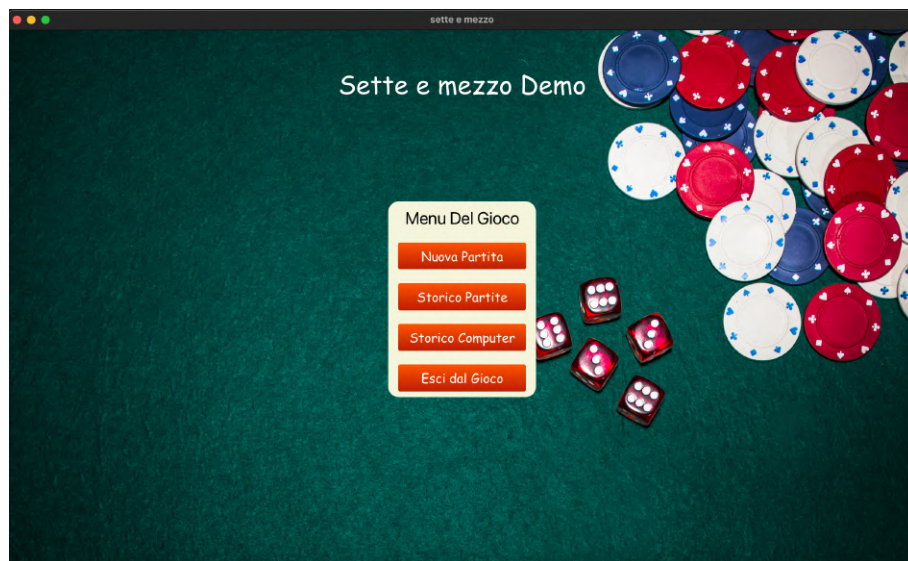 sette e mezzo
Sette e mezzo Demo
Menu Del Gioco
Nuova Partita
Storico Partite
Storico Computer
Esci dal Gioco